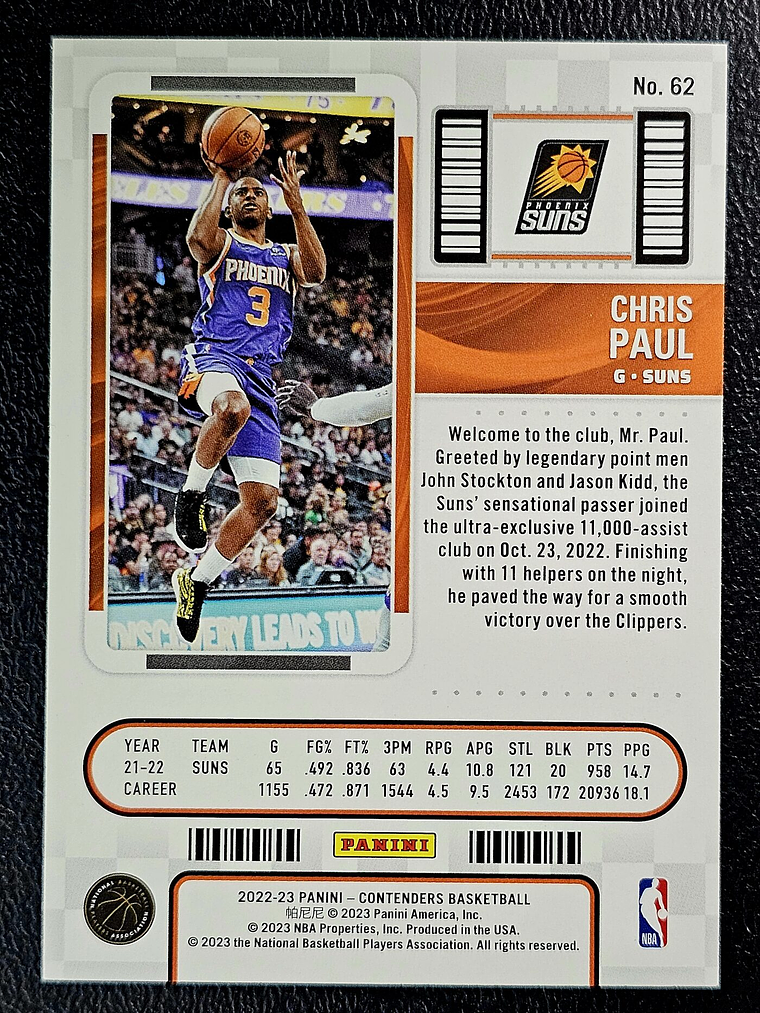 No. 62
PHOENIX
SUNS
CHRIS
PAUL
G • SUNS
PHOENIX
3
DISCOVERY LEADS TO
Welcome to the club, Mr. Paul.
Greeted by legendary point men
John Stockton and Jason Kidd, the
Suns' sensational passer joined
the ultra-exclusive 11,000-assist
club on Oct. 23, 2022. Finishing
with 11 helpers on the night,
he paved the way for a smooth
victory over the Clippers.
YEAR TEAM G FG% FT% 3PM RPG APG STL BLK PTS PPG
21-22 SUNS 65 .492 .836 63 4.4 10.8 121 20 958 14.7
CAREER 1155 .472 .871 1544 4.5 9.5 2453 172 20936 18.1
PANINI
NATIONAL BASKETBALL PLAYERS ASSOCIATION
2022-23 PANINI – CONTENDERS BASKETBALL
帕尼尼 © 2023 Panini America, Inc.
© 2023 NBA Properties, Inc. Produced in the USA.
© 2023 the National Basketball Players Association. All rights reserved.
NBA